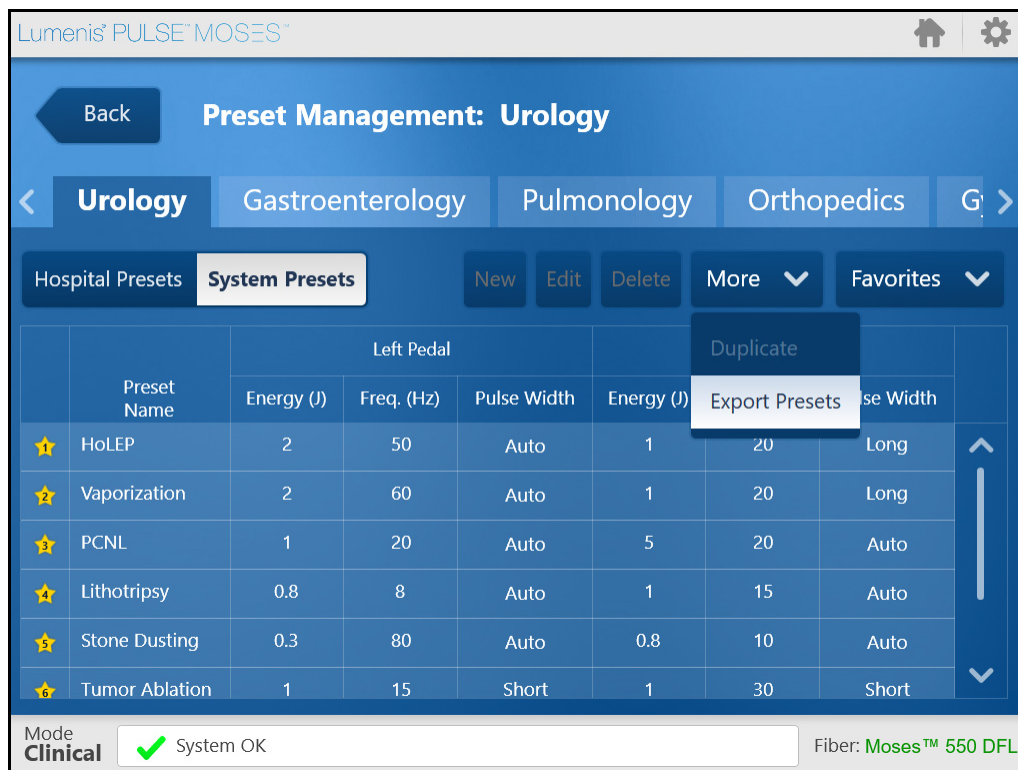 Lumenis® PULSE™ MOSES™
Back
Preset Management: Urology
Urology Gastroenterology Pulmonology Orthopedics Gy
Hospital Presets System Presets New Edit Delete More Favorites
Duplicate
Export Presets
Left Pedal
Preset Name Energy (J) Freq. (Hz) Pulse Width Energy (J) lse Width
1 HoLEP 2 50 Auto 1 20 Long
2 Vaporization 2 60 Auto 1 20 Long
3 PCNL 1 20 Auto 5 20 Auto
4 Lithotripsy 0.8 8 Auto 1 15 Auto
5 Stone Dusting 0.3 80 Auto 0.8 10 Auto
6 Tumor Ablation 1 15 Short 1 30 Short
Mode
Clinical
System OK
Fiber: Moses™ 550 DFL